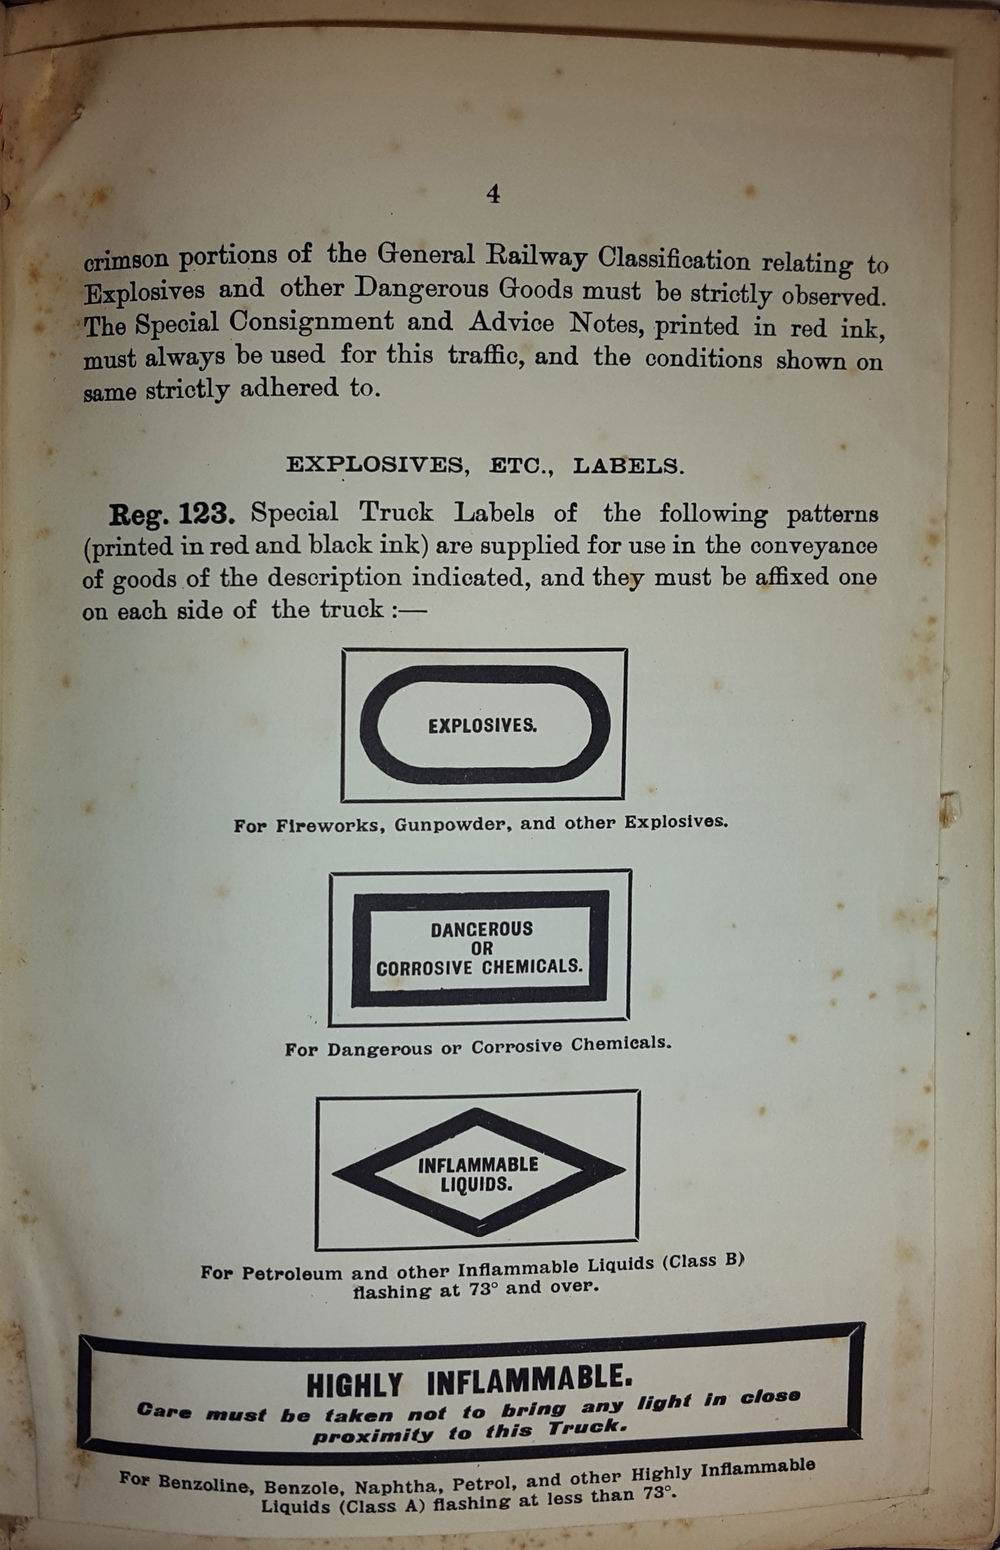 4
crimson portions of the General Railway Classification relating to
Explosives and other Dangerous Goods must be strictly observed.
The Special Consignment and Advice Notes, printed in red ink,
must always be used for this traffic, and the conditions shown on
same strictly adhered to.
EXPLOSIVES, ETC., LABELS.
Reg. 123. Special Truck Labels of the following patterns
(printed in red and black ink) are supplied for use in the conveyance
of goods of the description indicated, and they must be affixed one
on each side of the truck :—
EXPLOSIVES.
For Fireworks, Gunpowder, and other Explosives.
DANGEROUS
OR
CORROSIVE CHEMICALS.
For Dangerous or Corrosive Chemicals.
INFLAMMABLE
LIQUIDS.
For Petroleum and other Inflammable Liquids (Class B)
flashing at 73° and over.
HIGHLY INFLAMMABLE.
Care must be taken not to bring any light in close
proximity to this Truck.
For Benzoline, Benzole, Naphtha, Petrol, and other Highly Inflammable
Liquids (Class A) flashing at less than 73°.